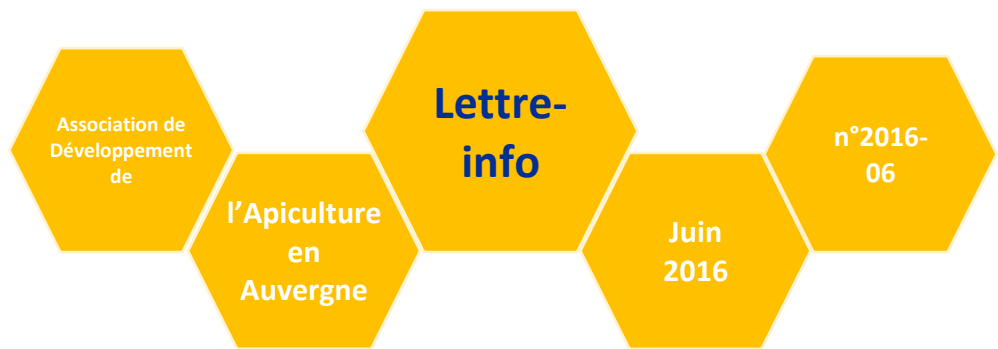 Association de
Développement
de
l'Apiculture
en
Auvergne
Lettre-
info
Juin
2016
n°2016-
06